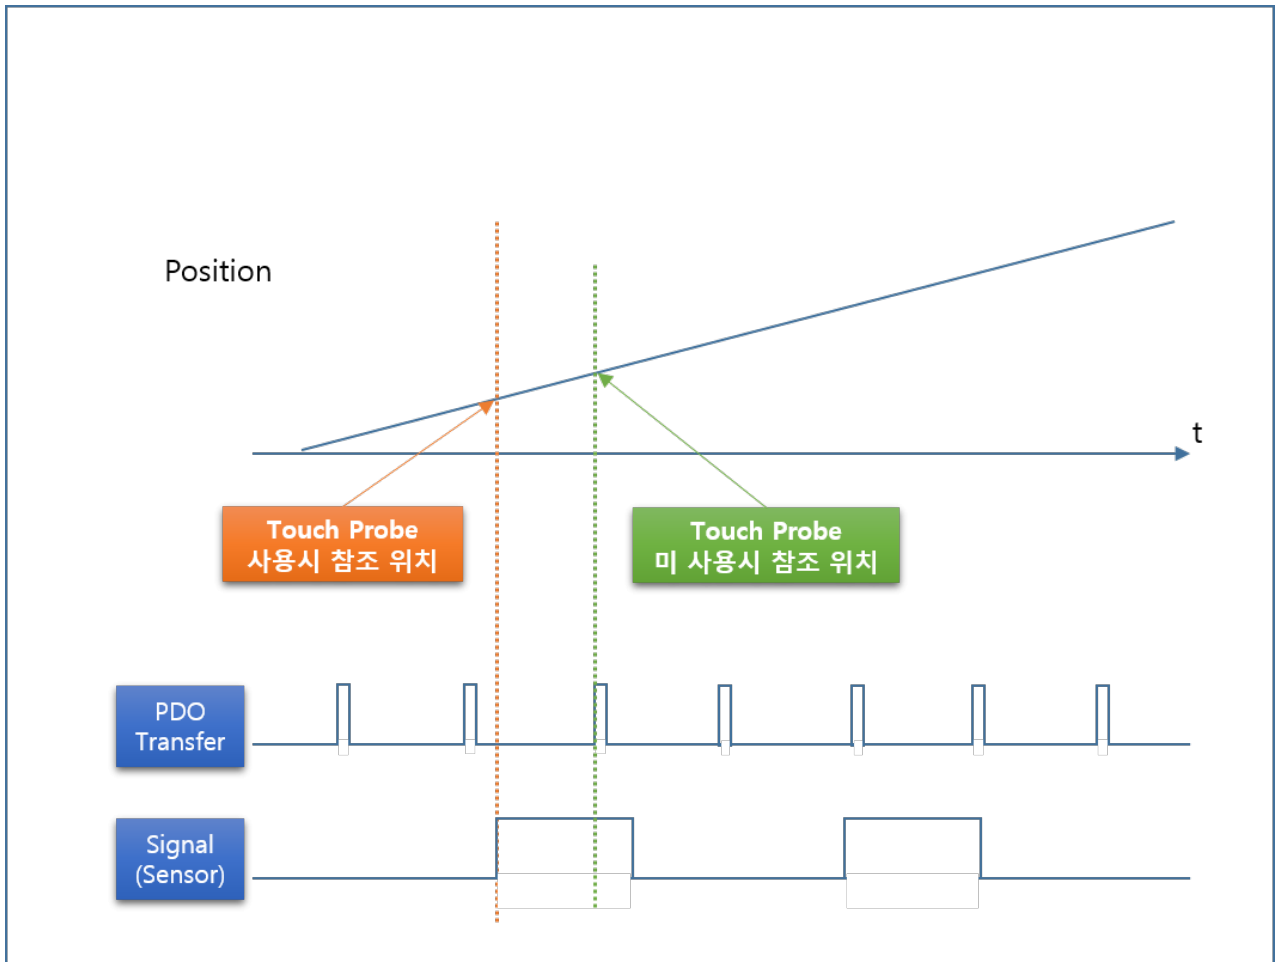 Position
t
Touch Probe
사용시 참조 위치
Touch Probe
미 사용시 참조 위치
PDO
Transfer
Signal
(Sensor)